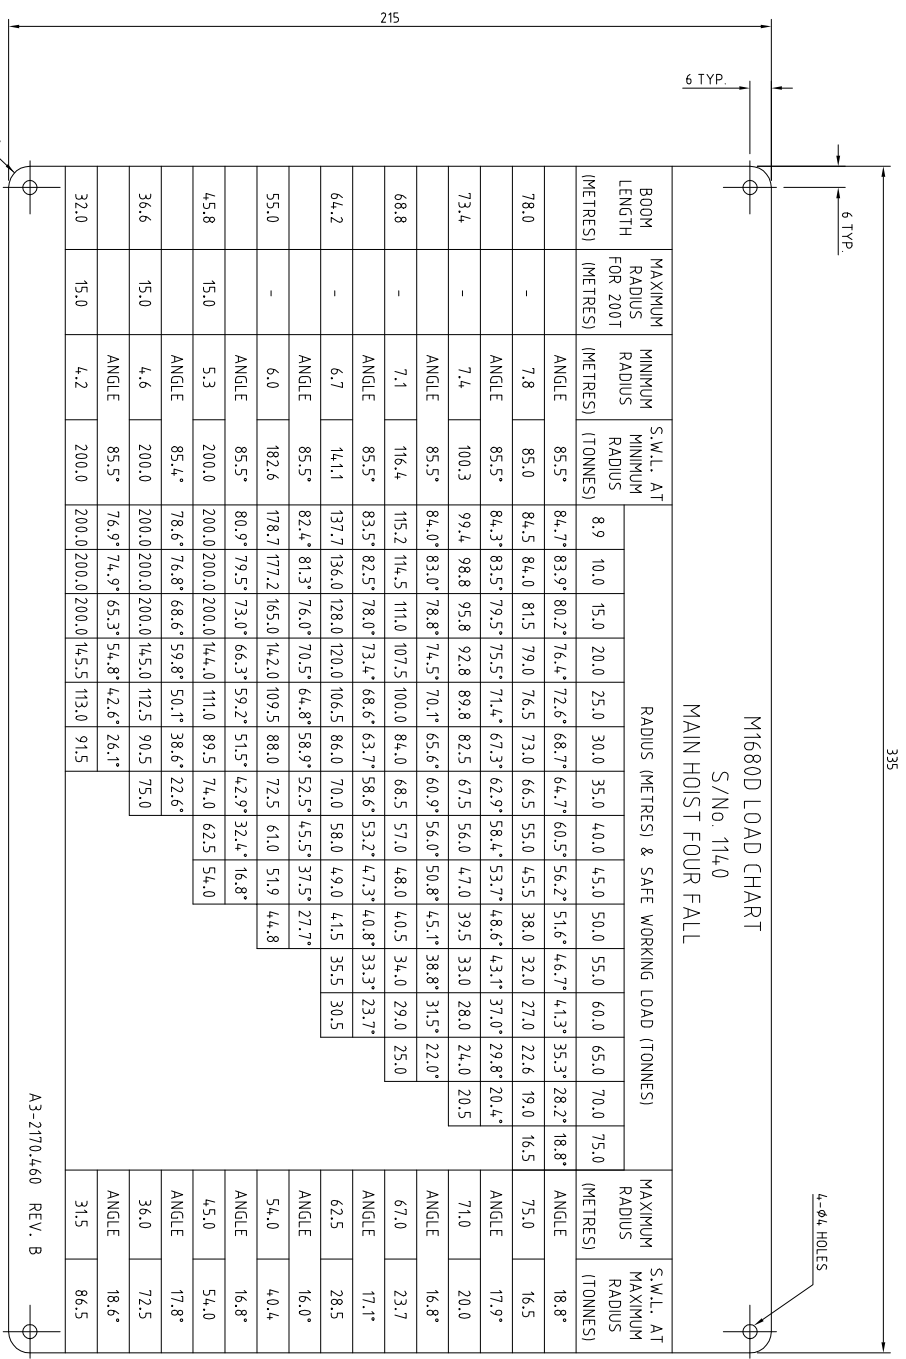 335
215
6 TYP.
6 TYP.
4-ø4 HOLES
M1680D LOAD CHART
S/No. 1140
MAIN HOIST FOUR FALL
BOOM LENGTH (METRES) MAXIMUM RADIUS FOR 200T (METRES) MINIMUM RADIUS (METRES) S.W.L. AT MINIMUM RADIUS (TONNES) RADIUS (METRES) & SAFE WORKING LOAD (TONNES) MAXIMUM RADIUS (METRES) S.W.L. AT MAXIMUM RADIUS (TONNES)
8.9 10.0 15.0 20.0 25.0 30.0 35.0 40.0 45.0 50.0 55.0 60.0 65.0 70.0 75.0
ANGLE 85.5° 84.7° 83.9° 80.2° 76.4° 72.6° 68.7° 64.7° 60.5° 56.2° 51.6° 46.7° 41.3° 35.3° 28.2° 18.8° ANGLE 18.8°
78.0 - 7.8 85.0 84.5 84.0 81.5 79.0 76.5 73.0 66.5 55.0 45.5 38.0 32.0 27.0 22.6 19.0 16.5 75.0 16.5
ANGLE 85.5° 84.3° 83.5° 79.5° 75.5° 71.4° 67.3° 62.9° 58.4° 53.7° 48.6° 43.1° 37.0° 29.8° 20.4° ANGLE 17.9°
73.4 - 7.4 100.3 99.4 98.8 95.8 92.8 89.8 82.5 67.5 56.0 47.0 39.5 33.0 28.0 24.0 20.5 71.0 20.0
ANGLE 85.5° 84.0° 83.0° 78.8° 74.5° 70.1° 65.6° 60.9° 56.0° 50.8° 45.1° 38.8° 31.5° 22.0° ANGLE 16.8°
68.8 - 7.1 116.4 115.2 114.5 111.0 107.5 100.0 84.0 68.5 57.0 48.0 40.5 34.0 29.0 25.0 67.0 23.7
ANGLE 85.5° 83.5° 82.5° 78.0° 73.4° 68.6° 63.7° 58.6° 53.2° 47.3° 40.8° 33.3° 23.7° ANGLE 17.1°
64.2 - 6.7 141.1 137.7 136.0 128.0 120.0 106.5 86.0 70.0 58.0 49.0 41.5 35.5 30.5 62.5 28.5
ANGLE 85.5° 82.4° 81.3° 76.0° 70.5° 64.8° 58.9° 52.5° 45.5° 37.5° 27.7° ANGLE 16.0°
55.0 - 6.0 182.6 178.7 177.2 165.0 142.0 109.5 88.0 72.5 61.0 51.9 44.8 54.0 40.4
ANGLE 85.5° 80.9° 79.5° 73.0° 66.3° 59.2° 51.5° 42.9° 32.4° 16.8° ANGLE 16.8°
45.8 15.0 5.3 200.0 200.0 200.0 200.0 144.0 111.0 89.5 74.0 62.5 54.0 45.0 54.0
ANGLE 85.4° 78.6° 76.8° 68.6° 59.8° 50.1° 38.6° 22.6° ANGLE 17.8°
36.6 15.0 4.6 200.0 200.0 200.0 200.0 145.0 112.5 90.5 75.0 36.0 72.5
ANGLE 85.5° 76.9° 74.9° 65.3° 54.8° 42.6° 26.1° ANGLE 18.6°
32.0 15.0 4.2 200.0 200.0 200.0 200.0 145.5 113.0 91.5 31.5 86.5
A3-2170.460 REV. B